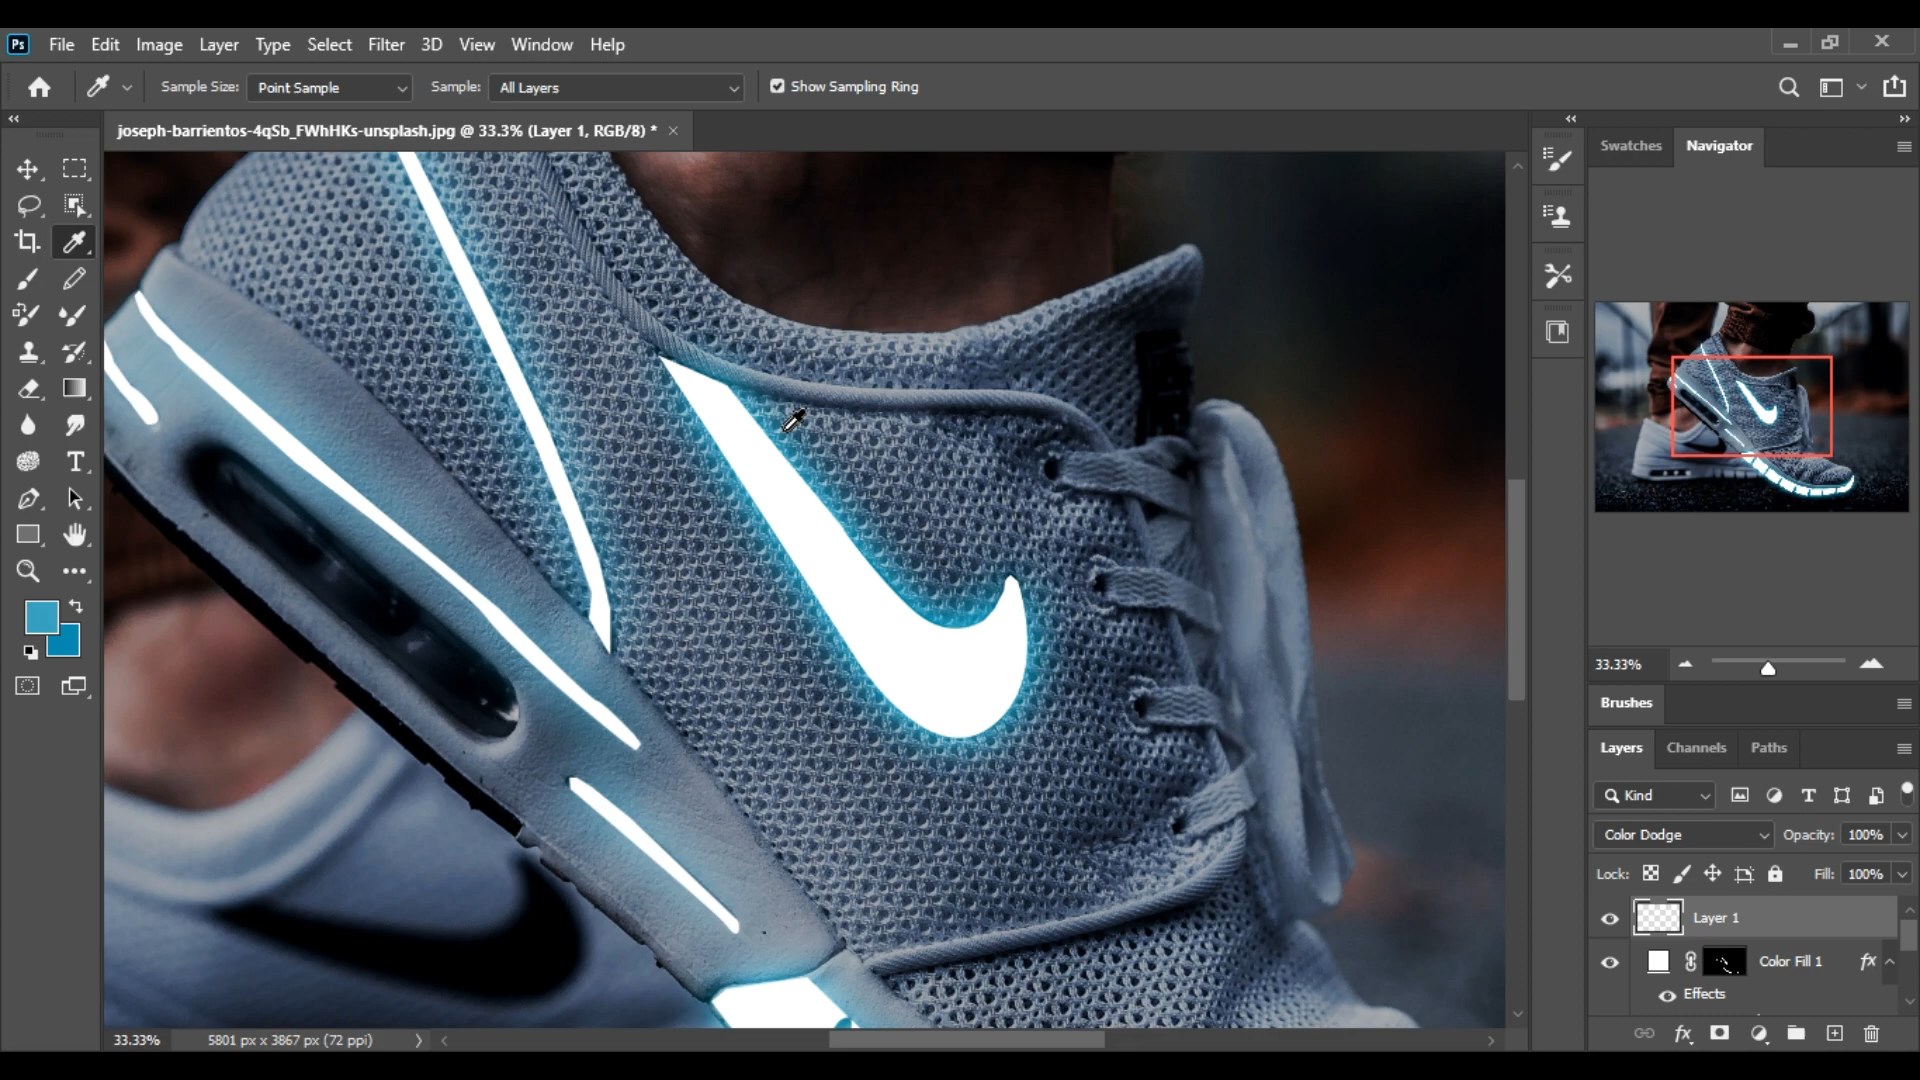 Ps File Edit Image Layer Type Select Filter 3D View Window Help
Sample Size: Point Sample Sample: All Layers Show Sampling Ring
joseph-barrientos-4qSb_FWhHKs-unsplash.jpg @ 33.3% (Layer 1, RGB/8) *
Swatches Navigator
33.33%
Brushes
Layers Channels Paths
Kind
Color Dodge Opacity: 100%
Lock: Fill: 100%
Layer 1
Color Fill 1 fx
Effects
fx
33.33% 5801 px x 3867 px (72 ppi)